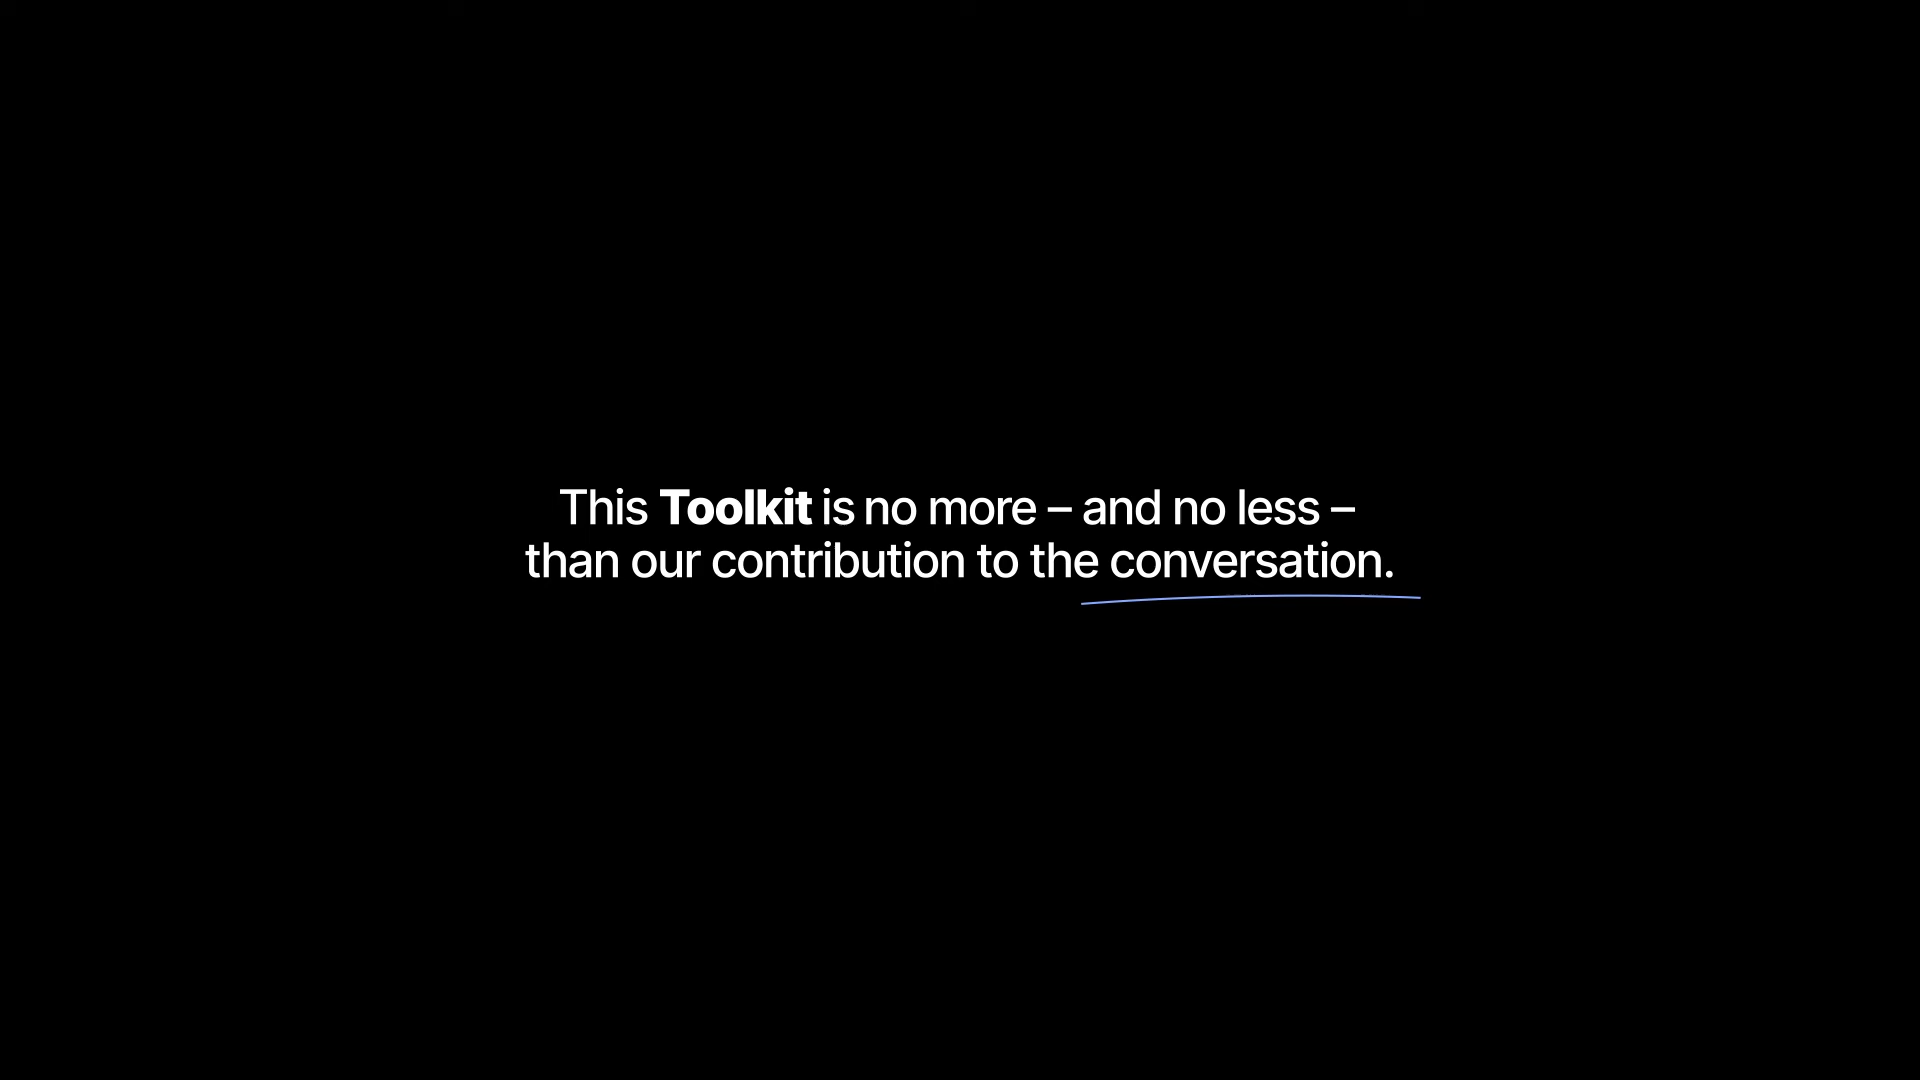 This Toolkit is no more – and no less –
than our contribution to the conversation.